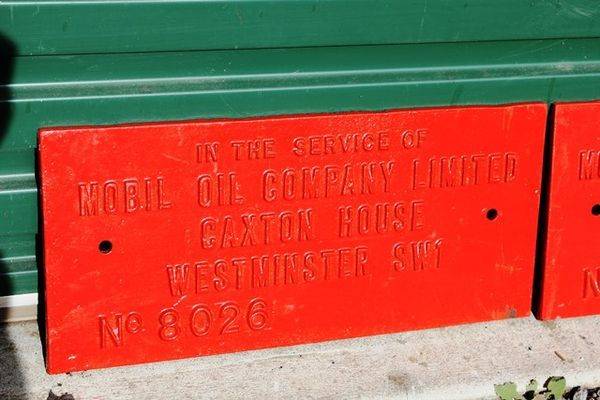 IN THE SERVICE OF
MOBIL OIL COMPANY LIMITED
CAXTON HOUSE
WESTMINSTER SW1
No 8026
M
N